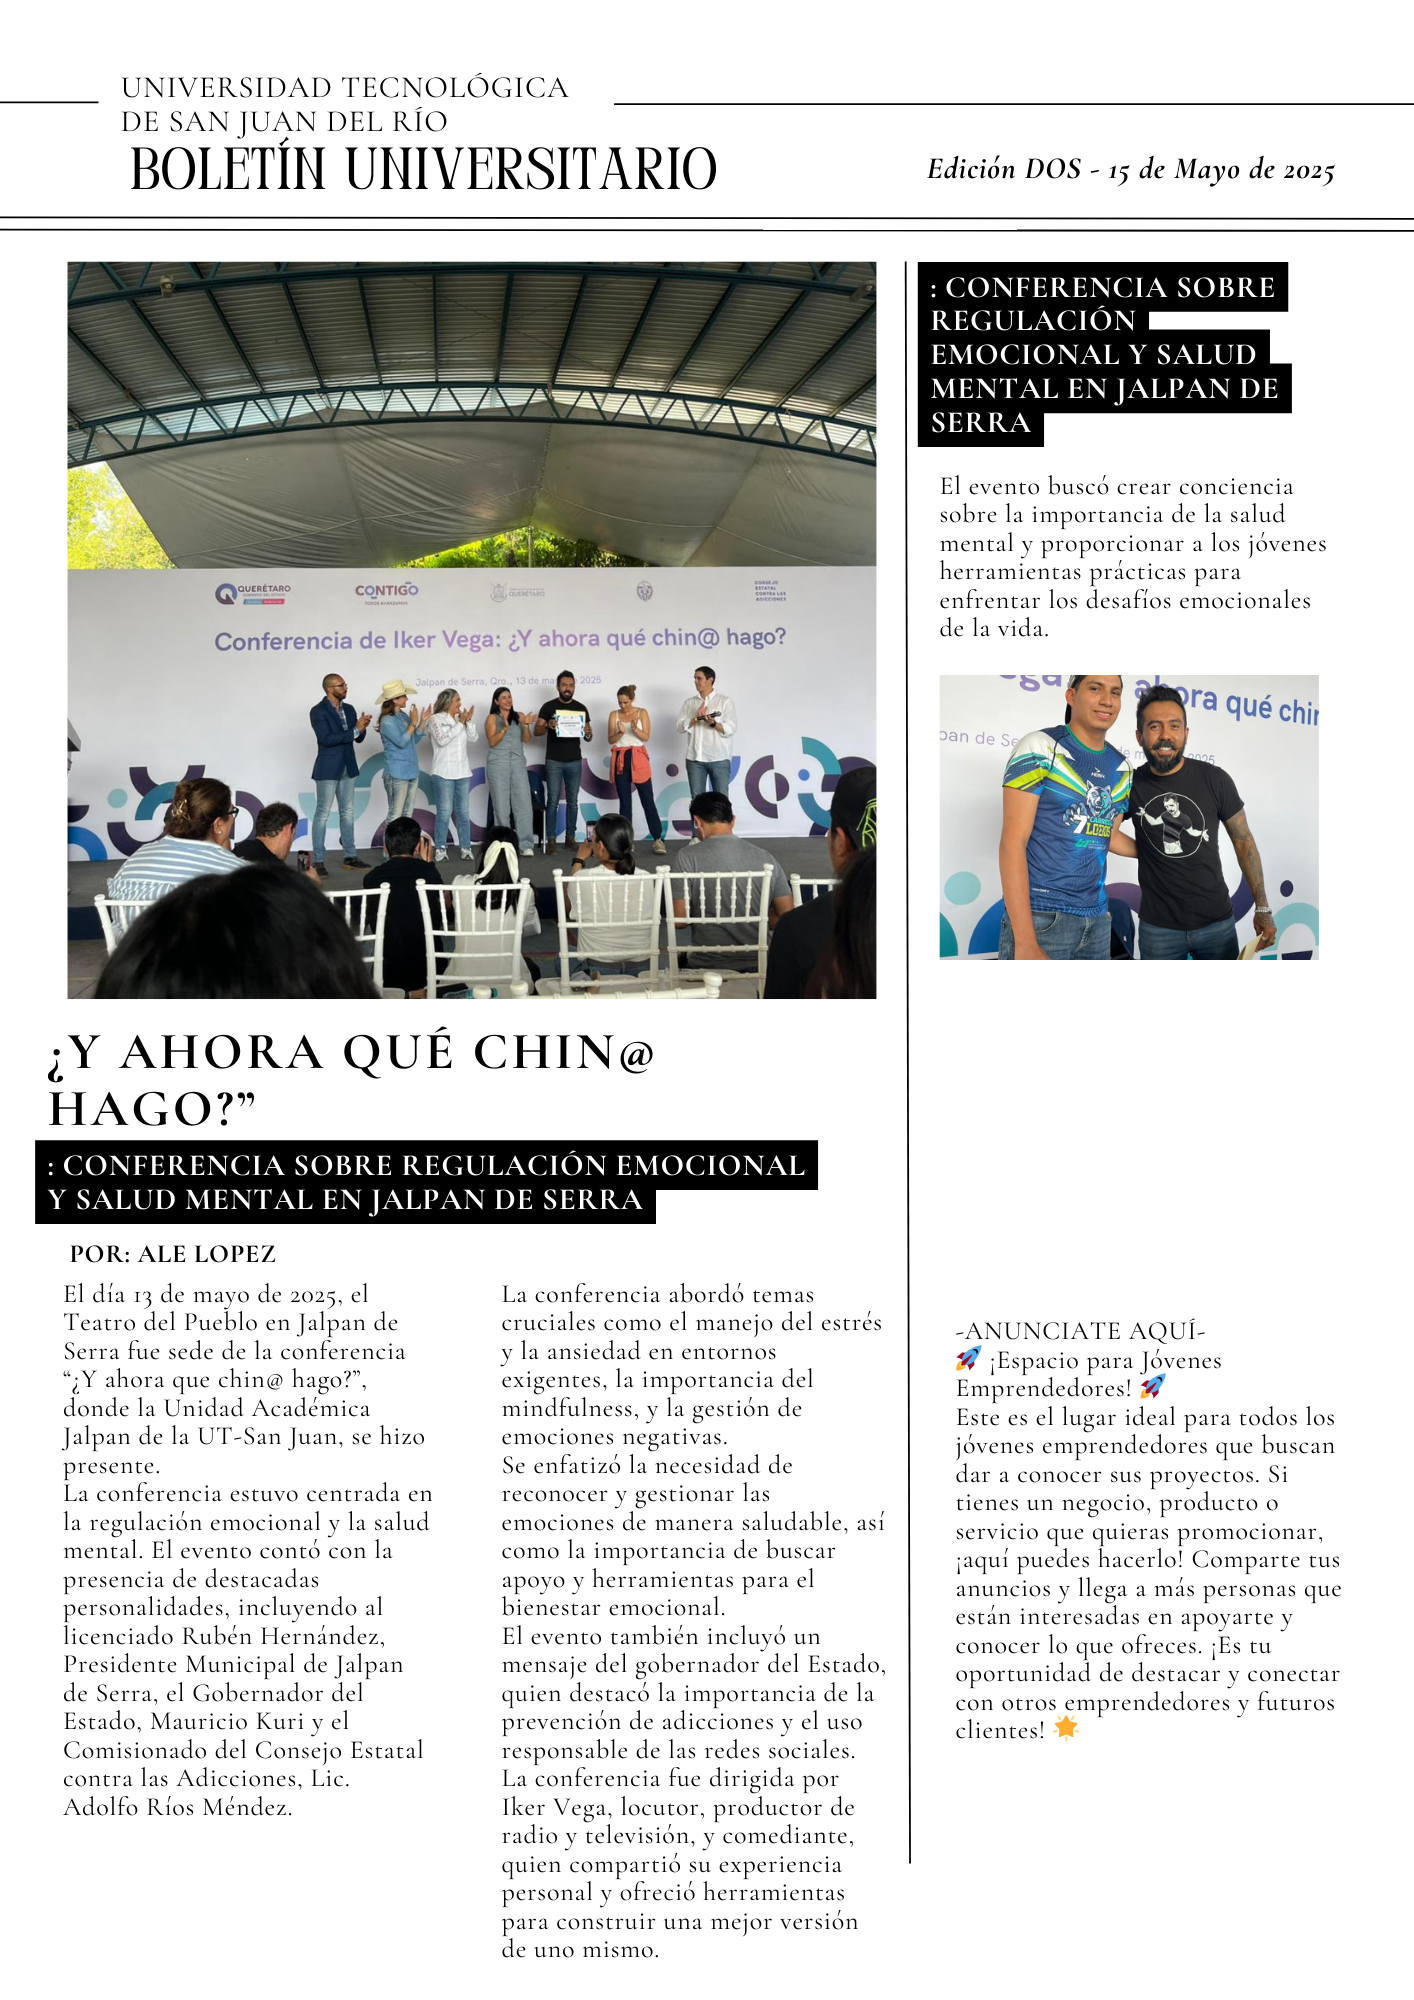 UNIVERSIDAD TECNOLÓGICA
DE SAN JUAN DEL RÍO
BOLETÍN UNIVERSITARIO
Edición DOS - 15 de Mayo de 2025
QUERÉTARO
CONTIGO
TODOS AVANZAMOS
QUERÉTARO
CONSEJO
ESTATAL
CONTRA LAS
ADICCIONES
Conferencia de Iker Vega: ¿Y ahora qué chin@ hago?
Jalpan de Serra, Qro., 13 de ma 2025
¿Y AHORA QUÉ CHIN@
HAGO?”
: CONFERENCIA SOBRE REGULACIÓN EMOCIONAL
Y SALUD MENTAL EN JALPAN DE SERRA
POR: ALE LOPEZ
El día 13 de mayo de 2025, el
Teatro del Pueblo en Jalpan de
Serra fue sede de la conferencia
“¿Y ahora que chin@ hago?”,
donde la Unidad Académica
Jalpan de la UT-San Juan, se hizo
presente.
La conferencia estuvo centrada en
la regulación emocional y la salud
mental. El evento contó con la
presencia de destacadas
personalidades, incluyendo al
licenciado Rubén Hernández,
Presidente Municipal de Jalpan
de Serra, el Gobernador del
Estado, Mauricio Kuri y el
Comisionado del Consejo Estatal
contra las Adicciones, Lic.
Adolfo Ríos Méndez.
La conferencia abordó temas
cruciales como el manejo del estrés
y la ansiedad en entornos
exigentes, la importancia del
mindfulness, y la gestión de
emociones negativas.
Se enfatizó la necesidad de
reconocer y gestionar las
emociones de manera saludable, así
como la importancia de buscar
apoyo y herramientas para el
bienestar emocional.
El evento también incluyó un
mensaje del gobernador del Estado,
quien destacó la importancia de la
prevención de adicciones y el uso
responsable de las redes sociales.
La conferencia fue dirigida por
Iker Vega, locutor, productor de
radio y televisión, y comediante,
quien compartió su experiencia
personal y ofreció herramientas
para construir una mejor versión
de uno mismo.
: CONFERENCIA SOBRE
REGULACIÓN
EMOCIONAL Y SALUD
MENTAL EN JALPAN DE
SERRA
El evento buscó crear conciencia
sobre la importancia de la salud
mental y proporcionar a los jóvenes
herramientas prácticas para
enfrentar los desafíos emocionales
de la vida.
ega ahora qué chin
pan de Se de m 2025
7 LOBOS
-ANUNCIATE AQUÍ-
🚀 ¡Espacio para Jóvenes
Emprendedores! 🚀
Este es el lugar ideal para todos los
jóvenes emprendedores que buscan
dar a conocer sus proyectos. Si
tienes un negocio, producto o
servicio que quieras promocionar,
¡aquí puedes hacerlo! Comparte tus
anuncios y llega a más personas que
están interesadas en apoyarte y
conocer lo que ofreces. ¡Es tu
oportunidad de destacar y conectar
con otros emprendedores y futuros
clientes! 🌟